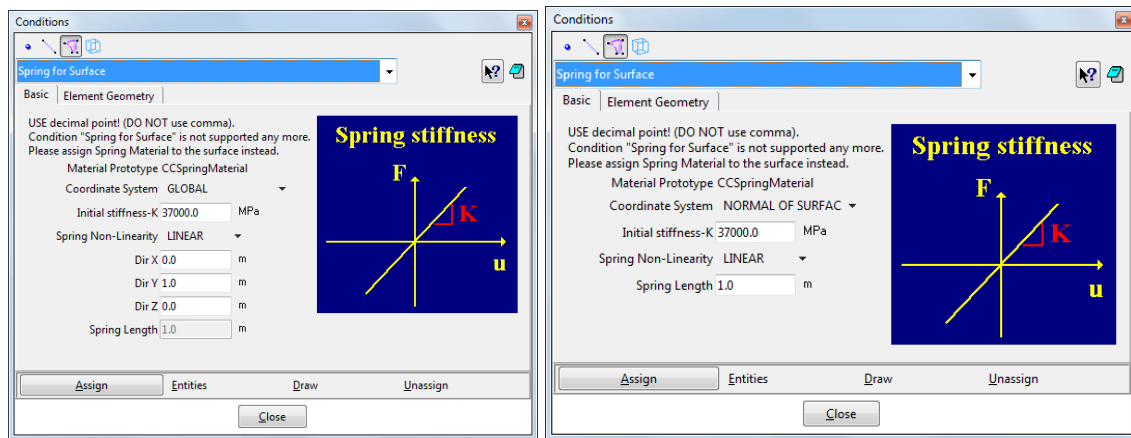 Conditions
Spring for Surface
Basic Element Geometry
USE decimal point! (DO NOT use comma).
Condition "Spring for Surface" is not supported any more.
Please assign Spring Material to the surface instead.
Material Prototype CCSpringMaterial
Coordinate System GLOBAL
Initial stiffness-K 37000.0 MPa
Spring Non-Linearity LINEAR
Dir X 0.0 m
Dir Y 1.0 m
Dir Z 0.0 m
Spring Length 1.0 m
Spring stiffness
F
K
u
Assign Entities Draw Unassign
Close
Conditions
Spring for Surface
Basic Element Geometry
USE decimal point! (DO NOT use comma).
Condition "Spring for Surface" is not supported any more.
Please assign Spring Material to the surface instead.
Material Prototype CCSpringMaterial
Coordinate System NORMAL OF SURFAC
Initial stiffness-K 37000.0 MPa
Spring Non-Linearity LINEAR
Spring Length 1.0 m
Spring stiffness
F
K
u
Assign Entities Draw Unassign
Close